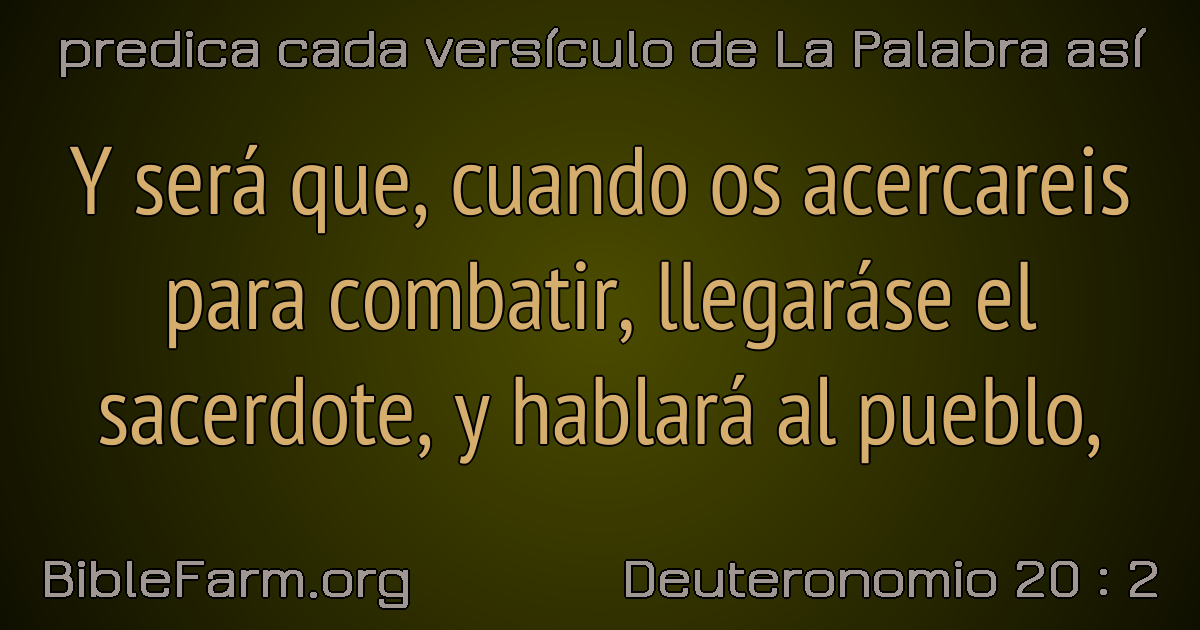 predica cada versículo de La Palabra así
Y será que, cuando os acercareis
para combatir, llegaráse el
sacerdote, y hablará al pueblo,
BibleFarm.org
Deuteronomio 20 : 2